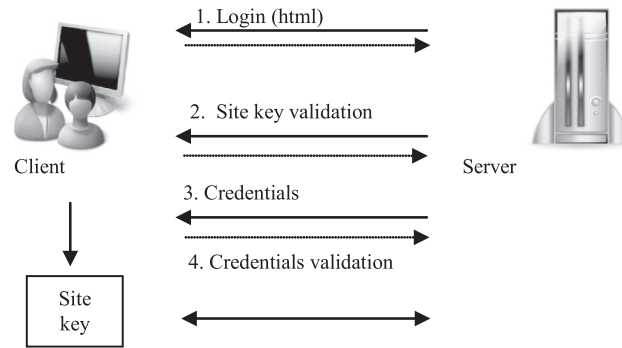 1. Login (html)
2. Site key validation
Client
Server
3. Credentials
4. Credentials validation
Site
key